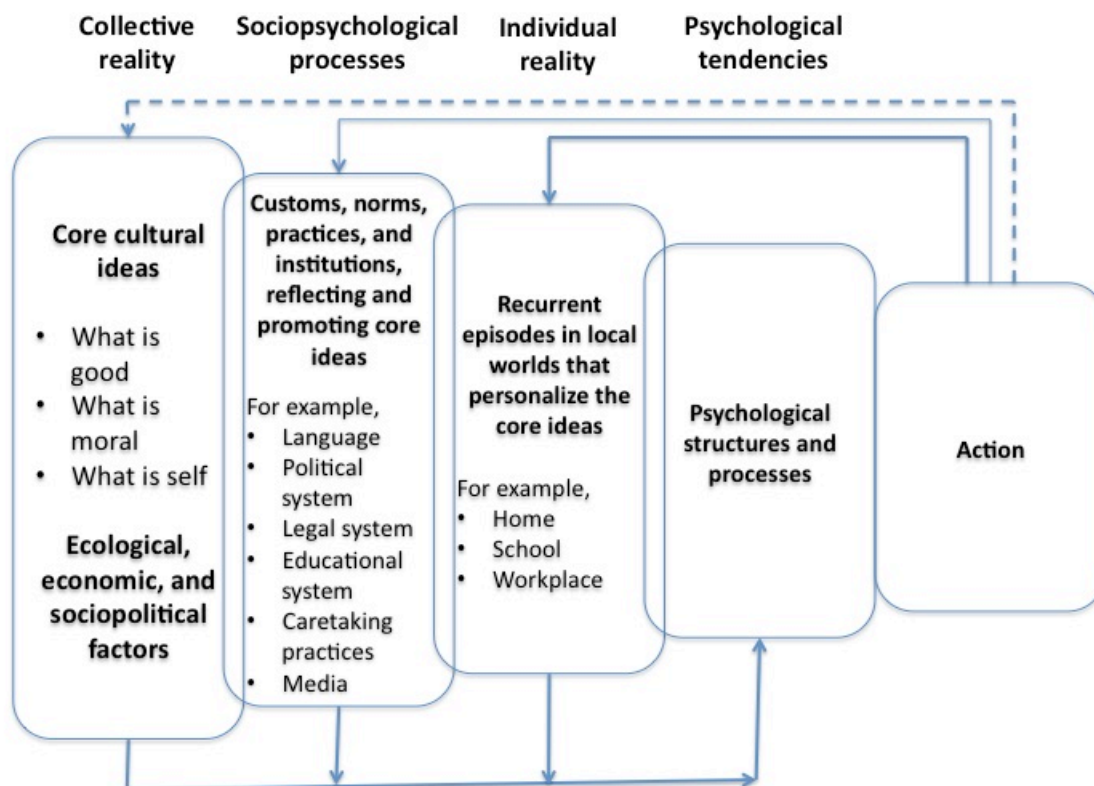 Collective
reality
Sociopsychological
processes
Individual
reality
Psychological
tendencies
Core cultural
ideas
• What is
good
• What is
moral
• What is self
Ecological,
economic, and
sociopolitical
factors
Customs, norms,
practices, and
institutions,
reflecting and
promoting core
ideas
For example,
• Language
• Political
system
• Legal system
• Educational
system
• Caretaking
practices
• Media
Recurrent
episodes in local
worlds that
personalize the
core ideas
For example,
• Home
• School
• Workplace
Psychological
structures and
processes
Action